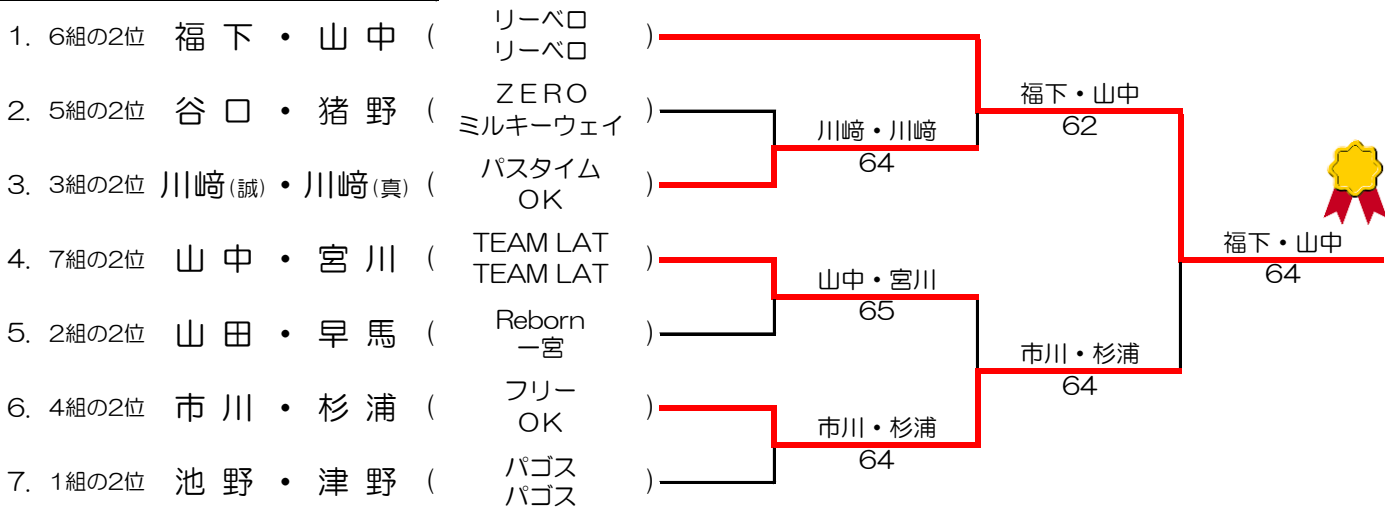 1. 6組の2位 福下・山中 ( リーベロ
リーベロ )
2. 5組の2位 谷口・猪野 ( ZERO
ミルキーウェイ )
3. 3組の2位 川﨑(誠)・川﨑(真) ( パスタイム
OK )
4. 7組の2位 山中・宮川 ( TEAM LAT
TEAM LAT )
5. 2組の2位 山田・早馬 ( Reborn
一宮 )
6. 4組の2位 市川・杉浦 ( フリー
OK )
7. 1組の2位 池野・津野 ( パゴス
パゴス )
川﨑・川﨑
64
山中・宮川
65
市川・杉浦
64
福下・山中
62
市川・杉浦
64
福下・山中
64